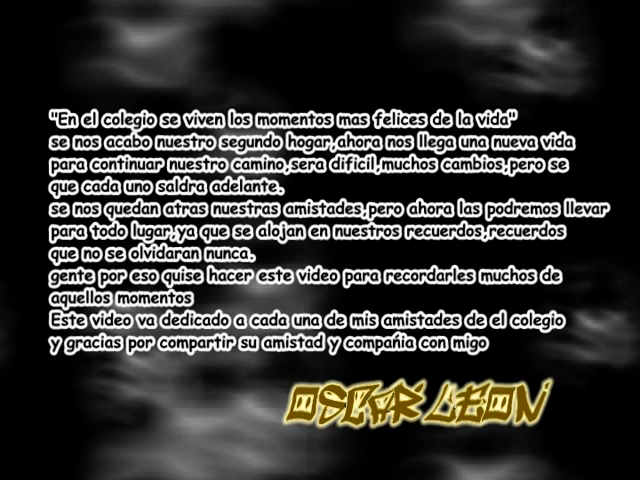 "En el colegio se viven los momentos mas felices de la vida"
se nos acabo nuestro segundo hogar,ahora nos llega una nueva vida
para continuar nuestro camino,sera dificil,muchos cambios,pero se
que cada uno saldra adelante.
se nos quedan atras nuestras amistades,pero ahora las podremos llevar
para todo lugar,ya que se alojan en nuestros recuerdos,recuerdos
que no se olvidaran nunca.
gente por eso quise hacer este video para recordarles muchos de
aquellos momentos
Este video va dedicado a cada una de mis amistades de el colegio
y gracias por compartir su amistad y compañia con migo
OSCAR LEON